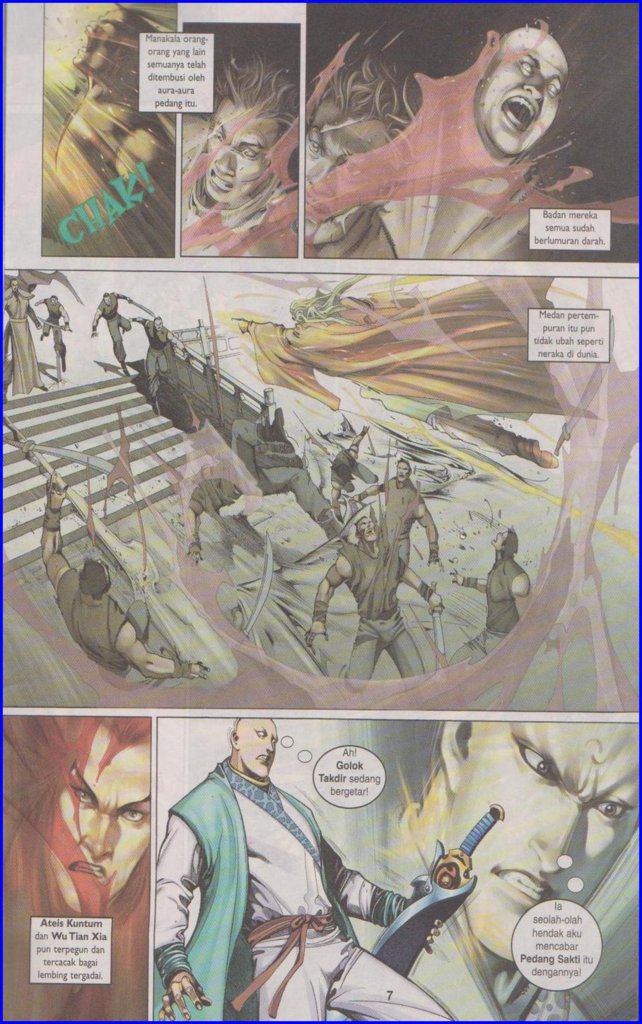 Manakala orang-
orang yang lain
semuanya telah
ditembusi oleh
aura-aura
pedang itu.
CHAK!
Badan mereka
semua sudah
berlumuran darah.
Medan pertem-
puran itu pun
tidak ubah seperti
neraka di dunia.
Ateis Kuntum
dan Wu Tian Xia
pun terpegun dan
tercacak bagai
lembing tergadai.
Ah!
Golok
Takdir sedang
bergetar!
Ia
seolah-olah
hendak aku
mencabar
Pedang Sakti itu
dengannya!
7